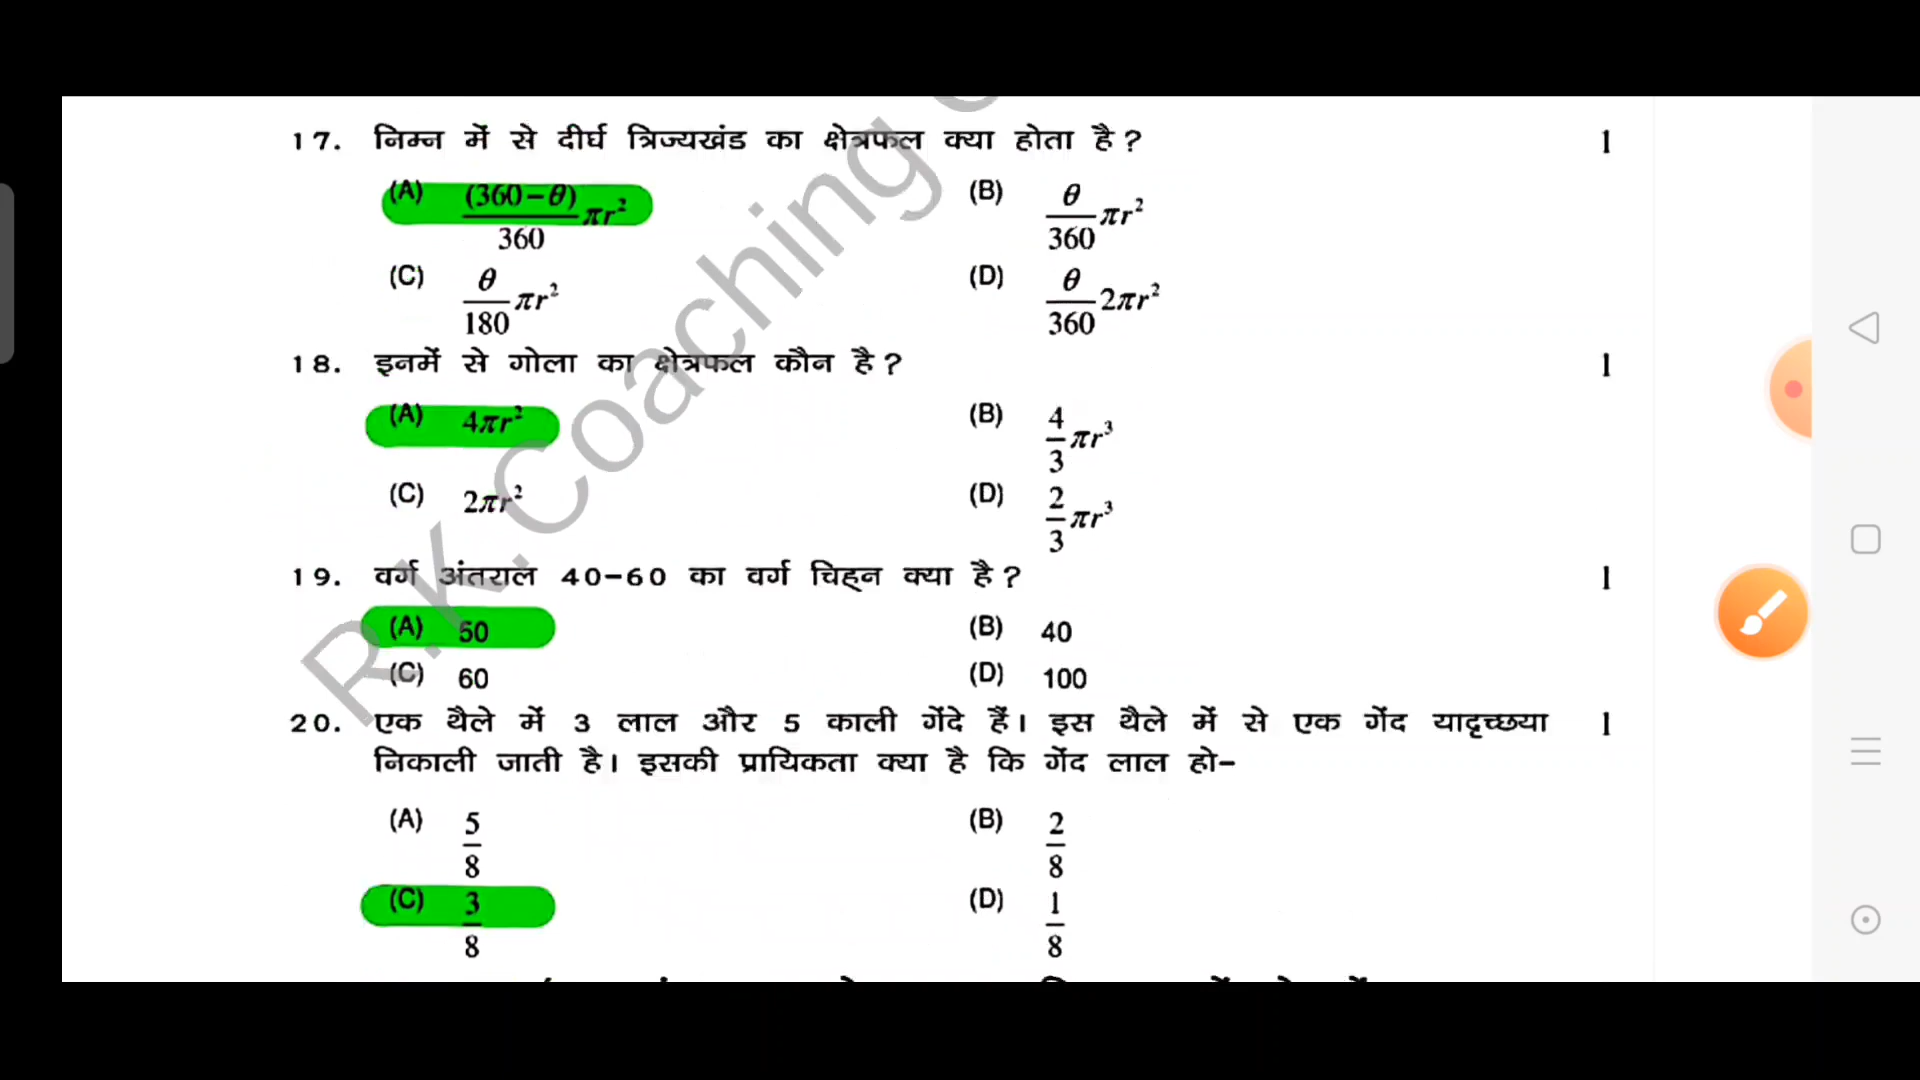 17. निम्न में से दीर्घ त्रिज्यखंड का क्षेत्रफल क्या होता है ? 1
(A) (360−θ)/360 πr² (B) θ/360 πr²
(C) θ/180 πr² (D) θ/360 2πr²
18. इनमें से गोला का क्षेत्रफल कौन है ? 1
(A) 4πr² (B) 4/3 πr³
(C) 2πr² (D) 2/3 πr³
19. वर्ग अंतराल 40−60 का वर्ग चिह्न क्या है ? 1
(A) 50 (B) 40
(C) 60 (D) 100
20. एक थैले में 3 लाल और 5 काली गेंदे हैं। इस थैले में से एक गेंद यादृच्छया 1
निकाली जाती है। इसकी प्रायिकता क्या है कि गेंद लाल हो−
(A) 5/8 (B) 2/8
(C) 3/8 (D) 1/8
R.K.Coaching